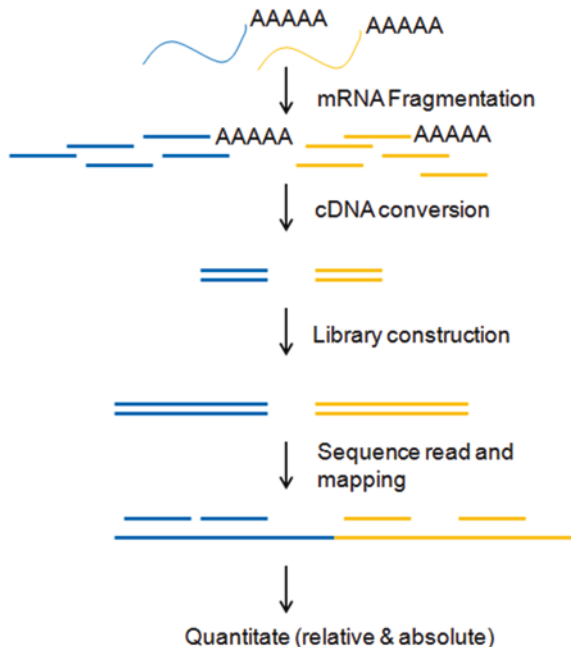 AAAAA AAAAA
mRNA Fragmentation
AAAAA AAAAA
cDNA conversion
Library construction
Sequence read and
mapping
Quantitate (relative & absolute)